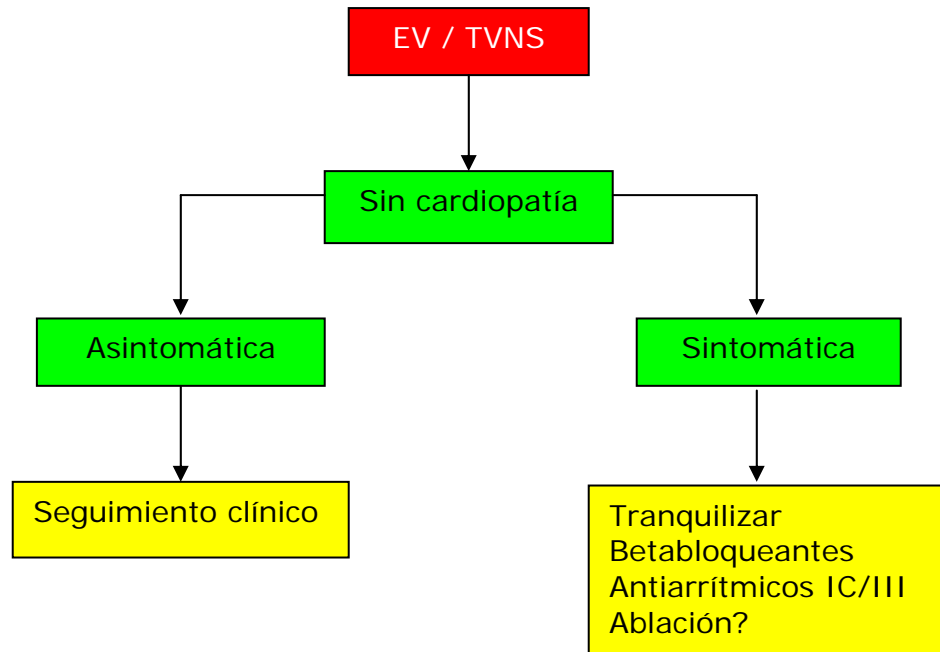 EV / TVNS
Sin cardiopatía
Asintomática
Sintomática
Seguimiento clínico
Tranquilizar
Betabloqueantes
Antiarrítmicos IC/III
Ablación?